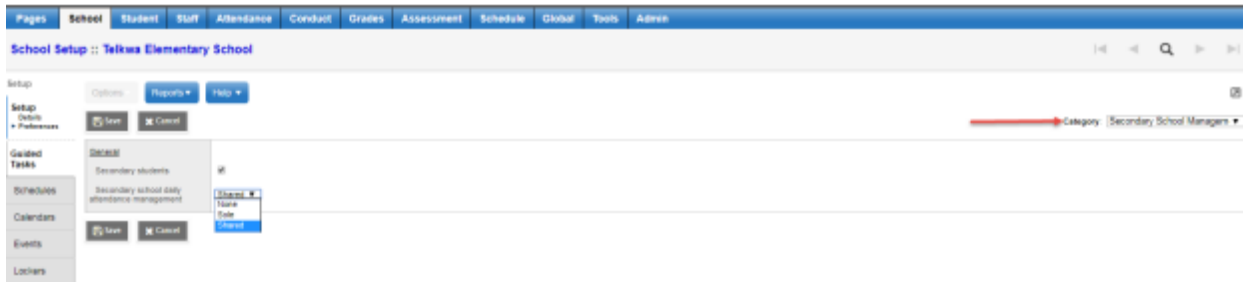 Pages School Student Staff Attendance Conduct Grades Assessment Schedule Global Tools Admin
School Setup :: Telkwa Elementary School
Setup
Options Reports Help
Setup
Details
Preferences
Save Cancel
Category: Secondary School Managem
Guided
Tasks
General
Secondary students
Schedules
Secondary school daily
attendance management
Shared
None
Sole
Shared
Calendars
Save Cancel
Events
Lockers